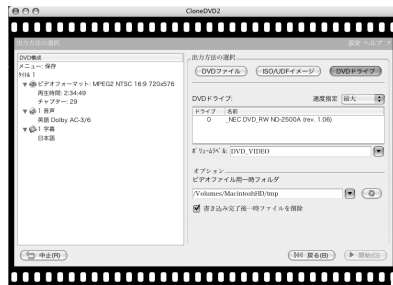 CloneDVD2
出力方法の選択
設定 ヘルプ ?
DVD構成
メニュー: 保存
タイトル 1
ビデオフォーマット: MPEG2 NTSC 16:9 720x576
再生時間: 2:34:49
チャプター: 29
1 音声
英語 Dolby AC-3/6
1 字幕
日本語
出力方法の選択
DVDファイル
ISO/UDFイメージ
DVDドライブ
DVDドライブ:
速度指定
最大
ドライブ 名前
0 _NEC DVD_RW ND-2500A (rev. 1.06)
ボリュームラベル: DVD_VIDEO
オプション
ビデオファイル用一時フォルダ
/Volumes/MacintoshHD/tmp
書き込み完了後一時ファイルを削除
中止(R)
戻る(B)
開始(G)